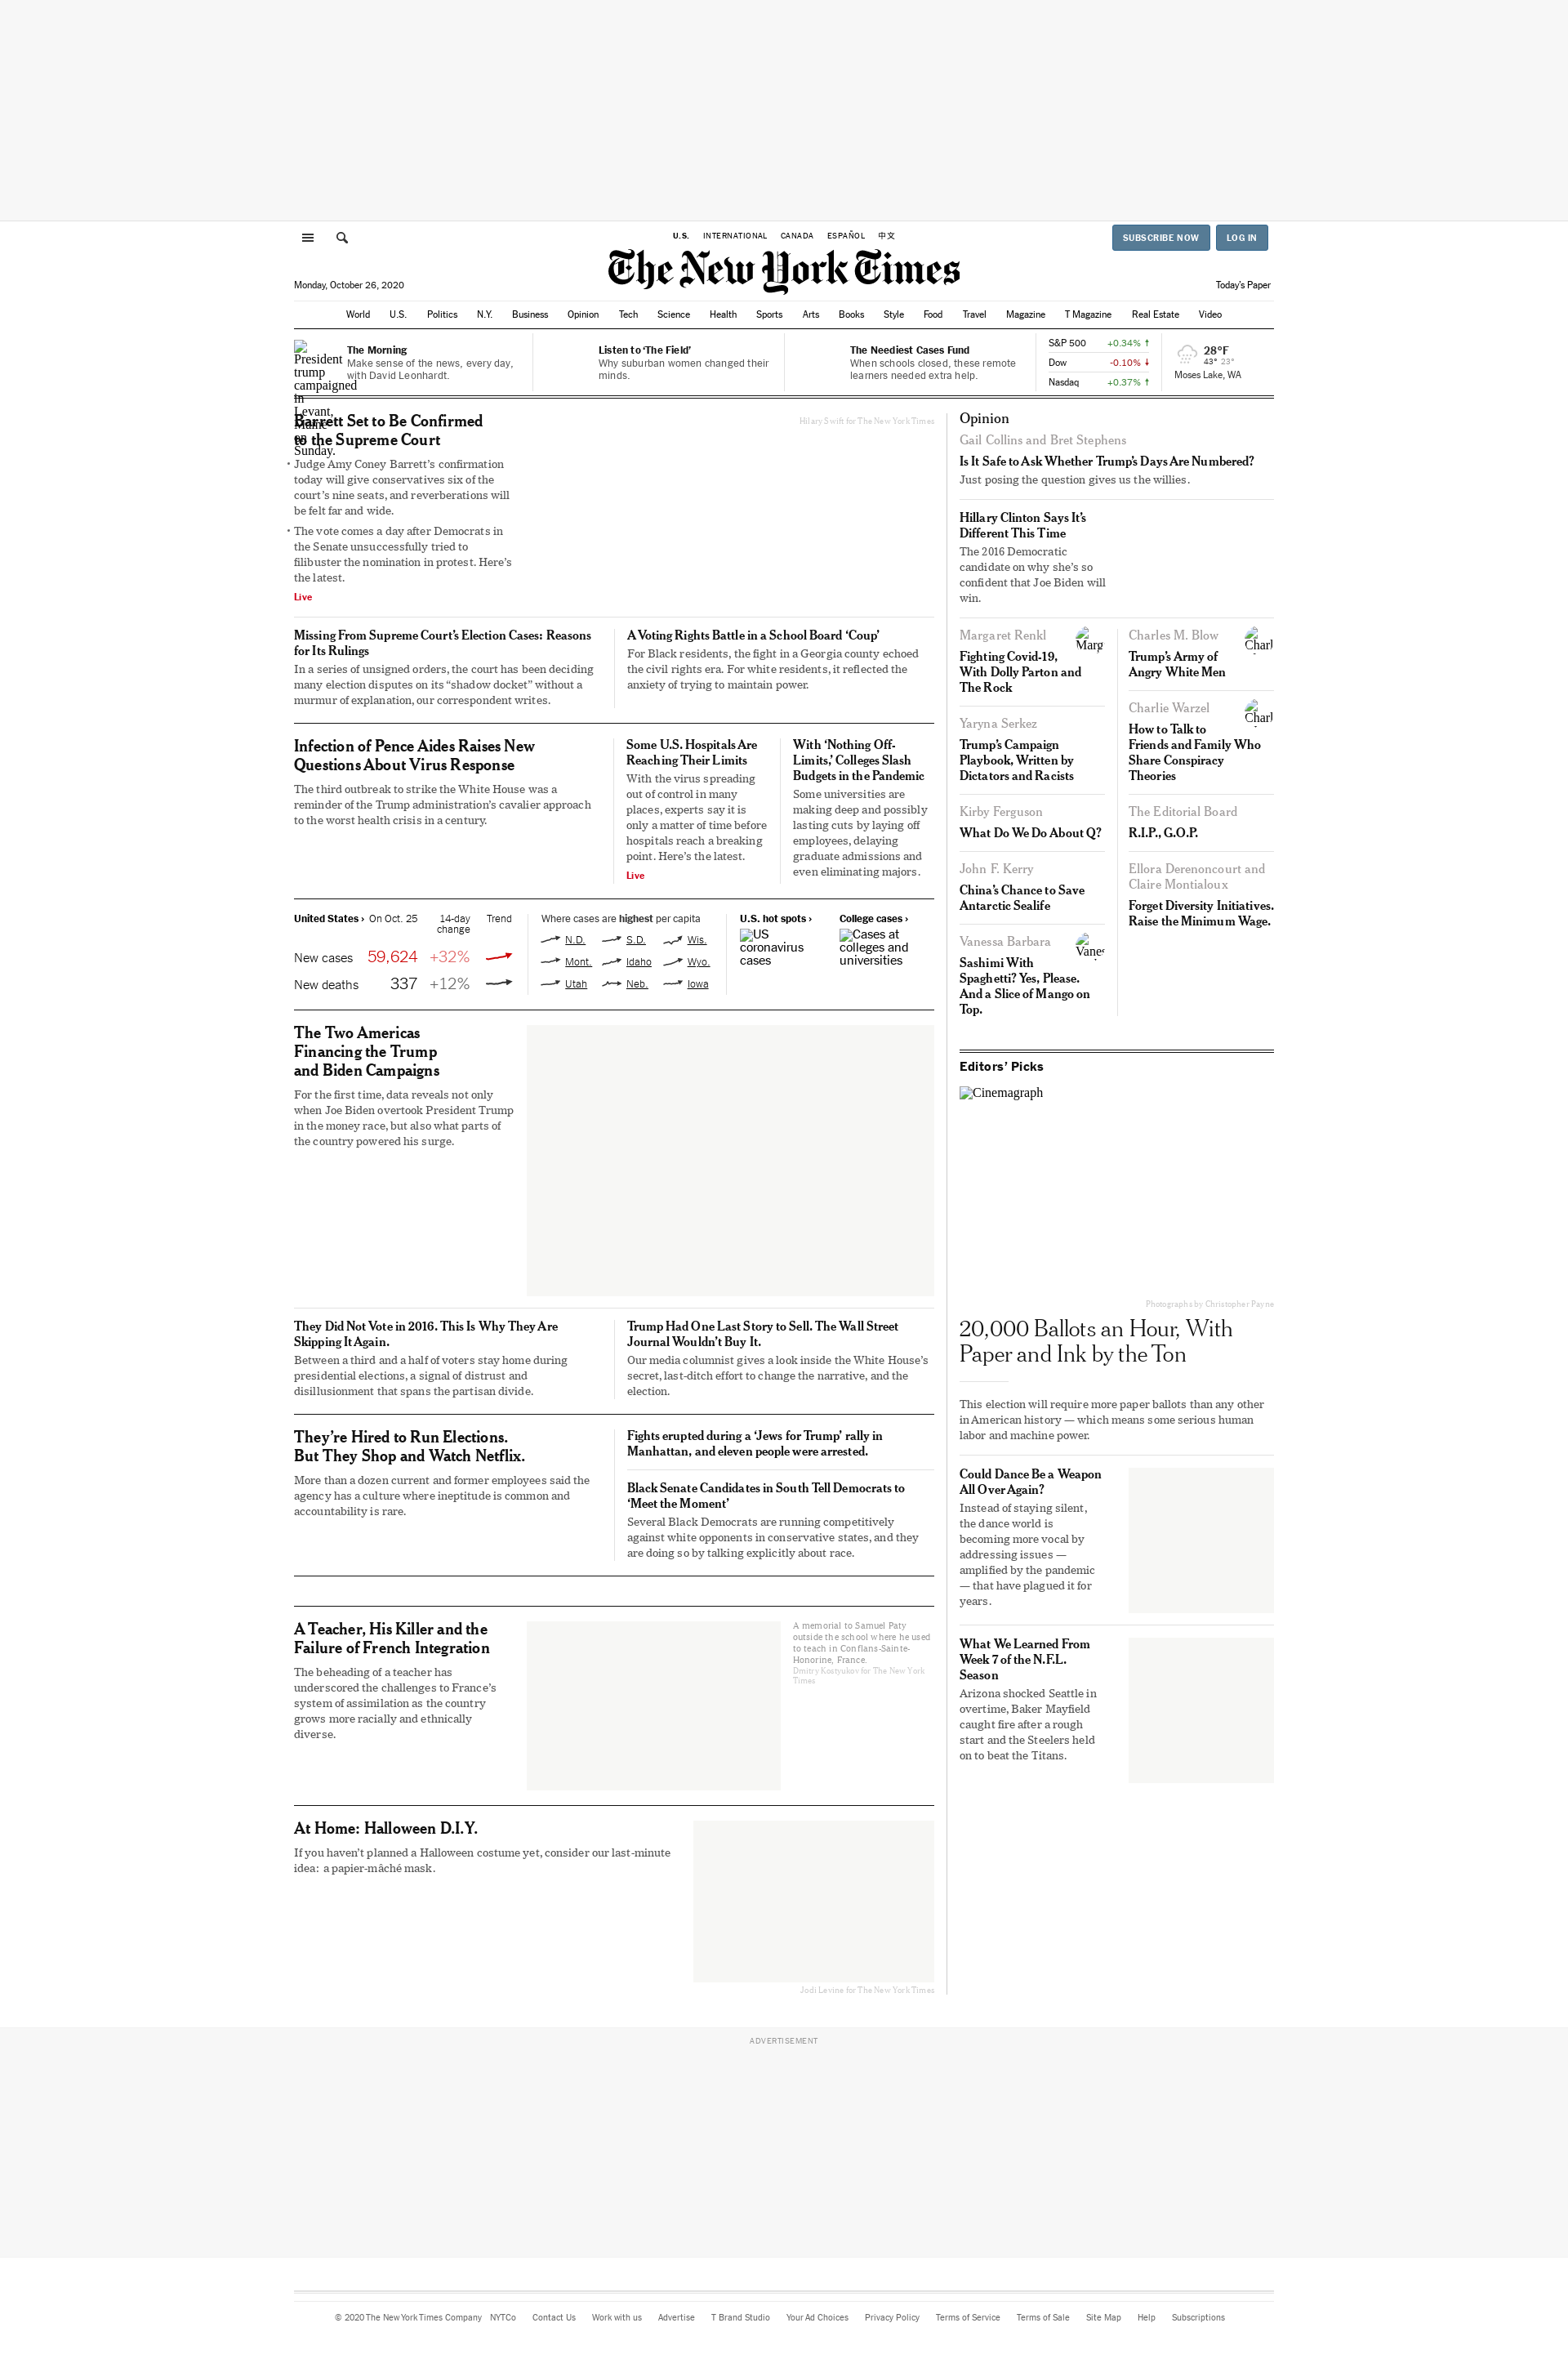 U.S. INTERNATIONAL CANADA ESPAÑOL 中文
SUBSCRIBE NOW LOG IN
The New York Times
Monday, October 26, 2020
Today's Paper
World U.S. Politics N.Y. Business Opinion Tech Science Health Sports Arts Books Style Food Travel Magazine T Magazine Real Estate Video
President
trump
campaigned
in
Levant,
Maine
on
Sunday.
The Morning
Make sense of the news, every day,
with David Leonhardt.
Listen to ‘The Field’
Why suburban women changed their
minds.
The Neediest Cases Fund
When schools closed, these remote
learners needed extra help.
S&P 500 +0.34% ↑
Dow -0.10% ↓
Nasdaq +0.37% ↑
28°F
43° 23°
Moses Lake, WA
Barrett Set to Be Confirmed
to the Supreme Court
• Judge Amy Coney Barrett’s confirmation
today will give conservatives six of the
court’s nine seats, and reverberations will
be felt far and wide.
• The vote comes a day after Democrats in
the Senate unsuccessfully tried to
filibuster the nomination in protest. Here’s
the latest.
Live
Hilary Swift for The New York Times
Missing From Supreme Court’s Election Cases: Reasons
for Its Rulings
In a series of unsigned orders, the court has been deciding
many election disputes on its “shadow docket” without a
murmur of explanation, our correspondent writes.
A Voting Rights Battle in a School Board ‘Coup’
For Black residents, the fight in a Georgia county echoed
the civil rights era. For white residents, it reflected the
anxiety of trying to maintain power.
Infection of Pence Aides Raises New
Questions About Virus Response
The third outbreak to strike the White House was a
reminder of the Trump administration’s cavalier approach
to the worst health crisis in a century.
Some U.S. Hospitals Are
Reaching Their Limits
With the virus spreading
out of control in many
places, experts say it is
only a matter of time before
hospitals reach a breaking
point. Here’s the latest.
Live
With ‘Nothing Off-
Limits,’ Colleges Slash
Budgets in the Pandemic
Some universities are
making deep and possibly
lasting cuts by laying off
employees, delaying
graduate admissions and
even eliminating majors.
United States › On Oct. 25 14-day
change Trend
New cases 59,624 +32%
New deaths 337 +12%
Where cases are highest per capita
N.D. S.D. Wis.
Mont. Idaho Wyo.
Utah Neb. Iowa
U.S. hot spots ›
US
coronavirus
cases
College cases ›
Cases at
colleges and
universities
The Two Americas
Financing the Trump
and Biden Campaigns
For the first time, data reveals not only
when Joe Biden overtook President Trump
in the money race, but also what parts of
the country powered his surge.
They Did Not Vote in 2016. This Is Why They Are
Skipping It Again.
Between a third and a half of voters stay home during
presidential elections, a signal of distrust and
disillusionment that spans the partisan divide.
Trump Had One Last Story to Sell. The Wall Street
Journal Wouldn’t Buy It.
Our media columnist gives a look inside the White House’s
secret, last-ditch effort to change the narrative, and the
election.
They’re Hired to Run Elections.
But They Shop and Watch Netflix.
More than a dozen current and former employees said the
agency has a culture where ineptitude is common and
accountability is rare.
Fights erupted during a ‘Jews for Trump’ rally in
Manhattan, and eleven people were arrested.
Black Senate Candidates in South Tell Democrats to
‘Meet the Moment’
Several Black Democrats are running competitively
against white opponents in conservative states, and they
are doing so by talking explicitly about race.
A Teacher, His Killer and the
Failure of French Integration
The beheading of a teacher has
underscored the challenges to France’s
system of assimilation as the country
grows more racially and ethnically
diverse.
A memorial to Samuel Paty
outside the school where he used
to teach in Conflans-Sainte-
Honorine, France.
Dmitry Kostyukov for The New York
Times
At Home: Halloween D.I.Y.
If you haven’t planned a Halloween costume yet, consider our last-minute
idea: a papier-mâché mask.
Jodi Levine for The New York Times
Opinion
Gail Collins and Bret Stephens
Is It Safe to Ask Whether Trump’s Days Are Numbered?
Just posing the question gives us the willies.
Hillary Clinton Says It’s
Different This Time
The 2016 Democratic
candidate on why she’s so
confident that Joe Biden will
win.
Margaret Renkl
Marg
Fighting Covid-19,
With Dolly Parton and
The Rock
Yaryna Serkez
Trump’s Campaign
Playbook, Written by
Dictators and Racists
Kirby Ferguson
What Do We Do About Q?
John F. Kerry
China’s Chance to Save
Antarctic Sealife
Vanessa Barbara
Vanes
Sashimi With
Spaghetti? Yes, Please.
And a Slice of Mango on
Top.
Charles M. Blow
Charl
Trump’s Army of
Angry White Men
Charlie Warzel
Charl
How to Talk to
Friends and Family Who
Share Conspiracy
Theories
The Editorial Board
R.I.P., G.O.P.
Ellora Derenoncourt and
Claire Montialoux
Forget Diversity Initiatives.
Raise the Minimum Wage.
Editors’ Picks
Cinemagraph
Photographs by Christopher Payne
20,000 Ballots an Hour, With
Paper and Ink by the Ton
This election will require more paper ballots than any other
in American history — which means some serious human
labor and machine power.
Could Dance Be a Weapon
All Over Again?
Instead of staying silent,
the dance world is
becoming more vocal by
addressing issues —
amplified by the pandemic
— that have plagued it for
years.
What We Learned From
Week 7 of the N.F.L.
Season
Arizona shocked Seattle in
overtime, Baker Mayfield
caught fire after a rough
start and the Steelers held
on to beat the Titans.
ADVERTISEMENT
© 2020 The New York Times Company NYTCo Contact Us Work with us Advertise T Brand Studio Your Ad Choices Privacy Policy Terms of Service Terms of Sale Site Map Help Subscriptions